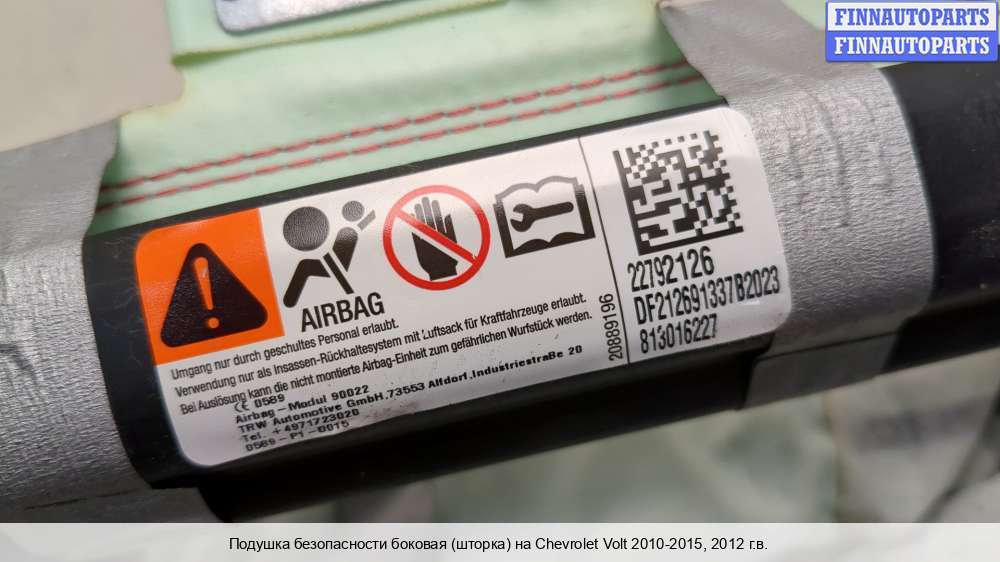 FINNAUTOPARTS
FINNAUTOPARTS
AIRBAG
Umgang nur durch geschultes Personal erlaubt.
Verwendung nur als Insassen-Rückhaltesystem mit Luftsack für Kraftfahrzeuge erlaubt.
Bei Auslösung kann die nicht montierte Airbag-Einheit zum gefährlichen Wurfstück werden.
CE 0589
Airbag-Modul 90022
TRW Automotive GmbH,73553 Alfdorf,Industriestraße 20
Tel. +4971723020
0589-P1-0015
20889196
22792126
DF212691337B2023
813016227
Подушка безопасности боковая (шторка) на Chevrolet Volt 2010-2015, 2012 г.в.